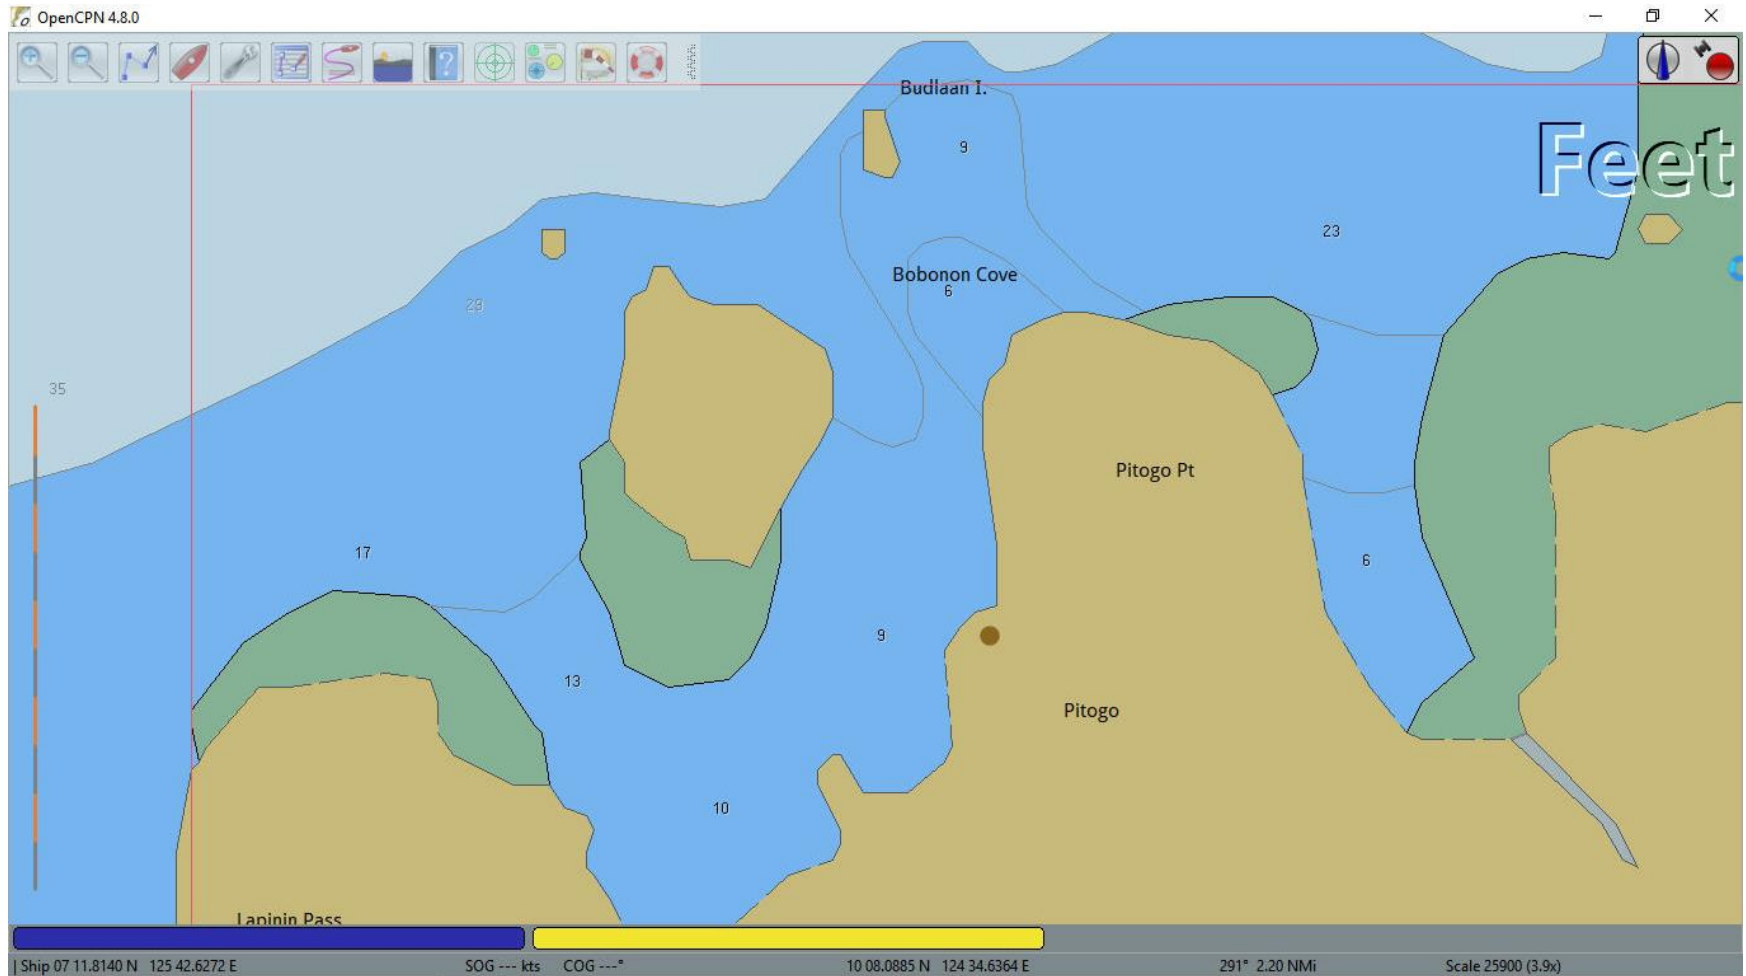 OpenCPN 4.8.0
Budlaan I.
9
Feet
23
Bobonon Cove
6
29
35
Pitogo Pt
17
6
9
13
Pitogo
10
Lapinin Pass
Ship 07 11.8140 N 125 42.6272 E SOG --- kts COG ---° 10 08.0885 N 124 34.6364 E 291° 2.20 NMi Scale 25900 (3.9x)